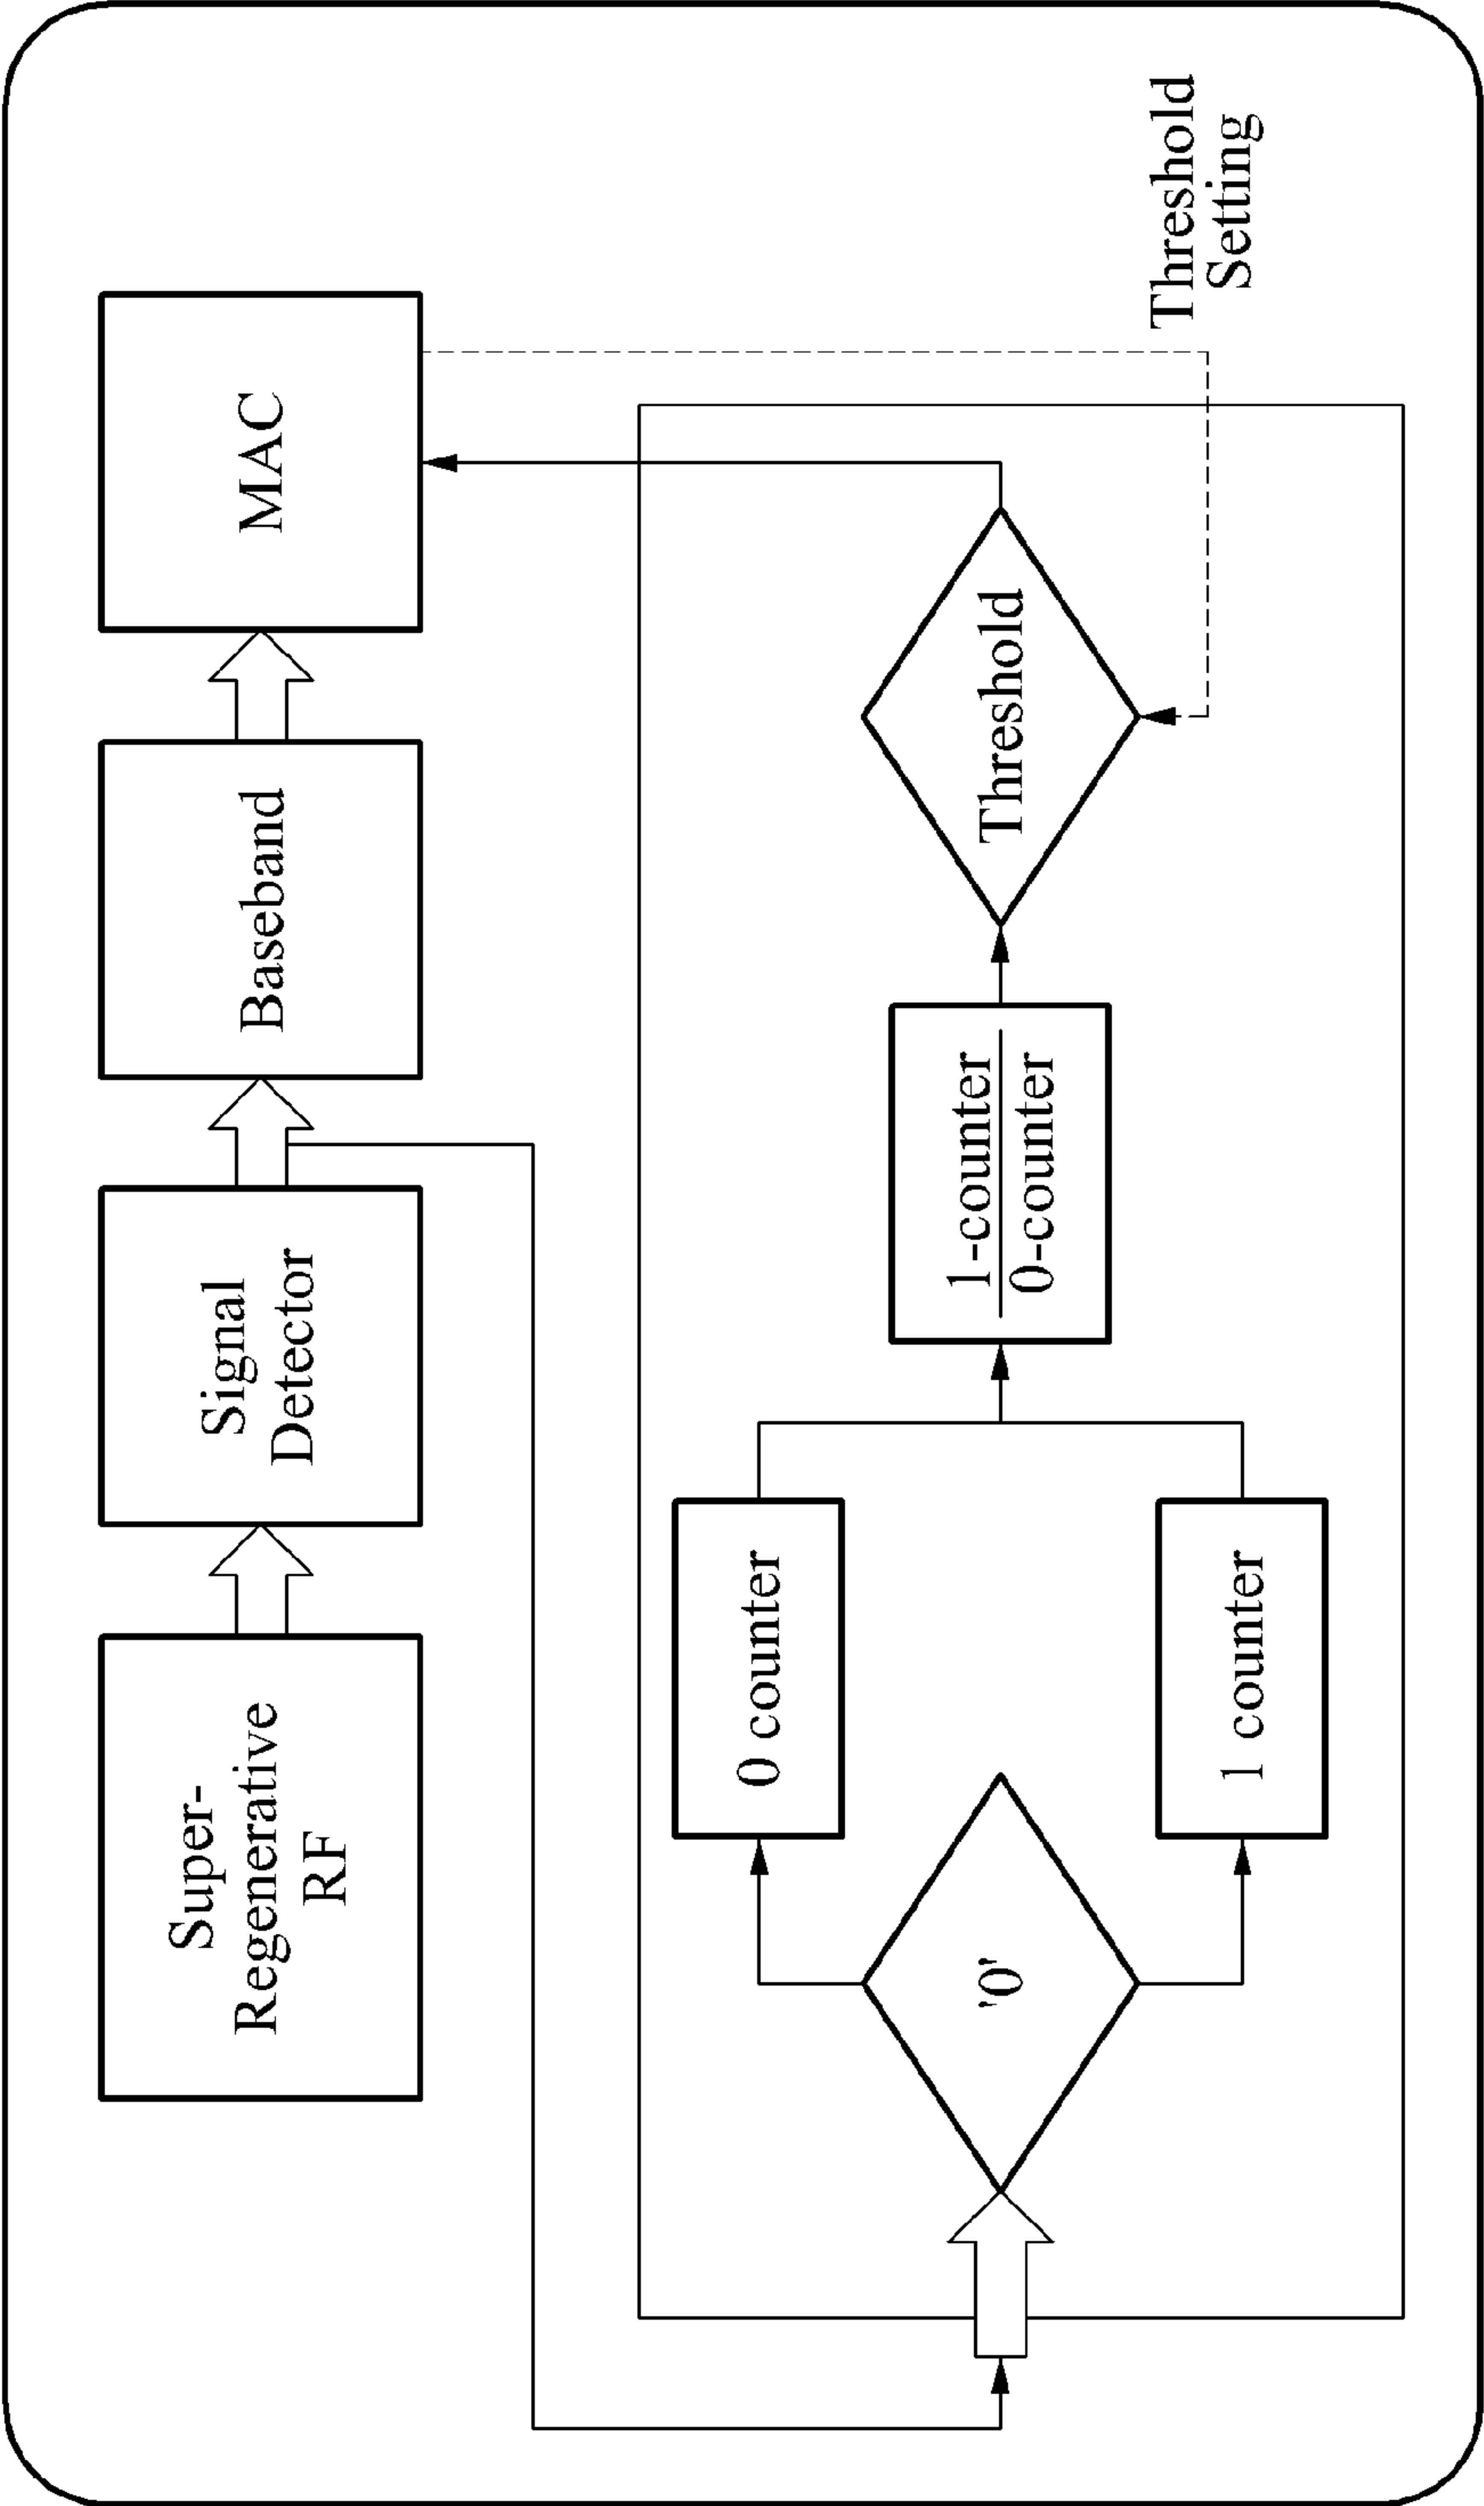 Super-
Regenerative
RF
Signal
Detector
Baseband
MAC
'0'
0 counter
1 counter
1-counter
0-counter
Threshold
Threshold
Setting